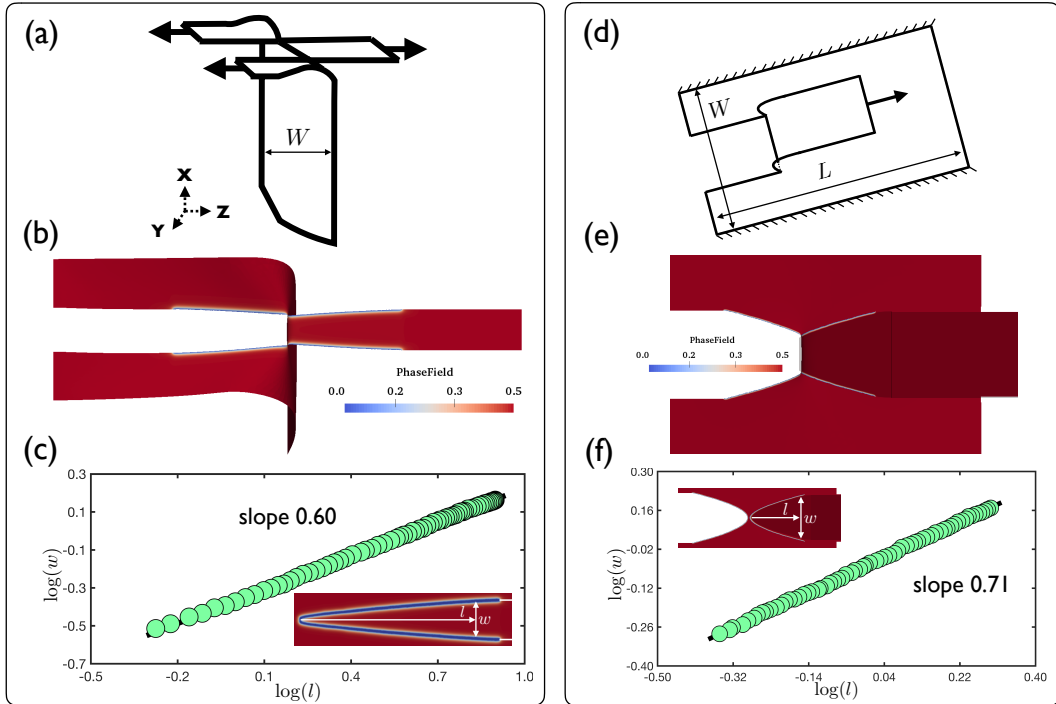 (a)
W
X
Y
Z
(b)
PhaseField
0.0 0.2 0.3 0.5
(c)
0.3
0.1
-0.1
-0.3
-0.5
-0.7
log(w)
slope 0.60
l
w
-0.5 -0.2 0.1 0.4 0.7 1.0
log(l)
(d)
W
L
(e)
PhaseField
0.0 0.2 0.3 0.5
(f)
0.30
0.16
0.12
-0.02
-0.12
-0.26
-0.40
log(w)
l
w
slope 0.71
-0.50 -0.32 -0.14 0.04 0.22 0.40
log(l)